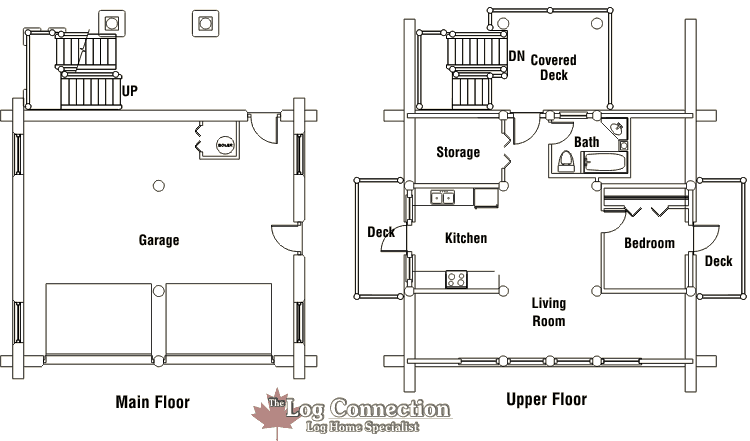 UP
BOILER
Garage
Main Floor
DN
Covered
Deck
Bath
Storage
Deck
Kitchen
Bedroom
Deck
Living
Room
Upper Floor
The Log Connection
Log Home Specialist